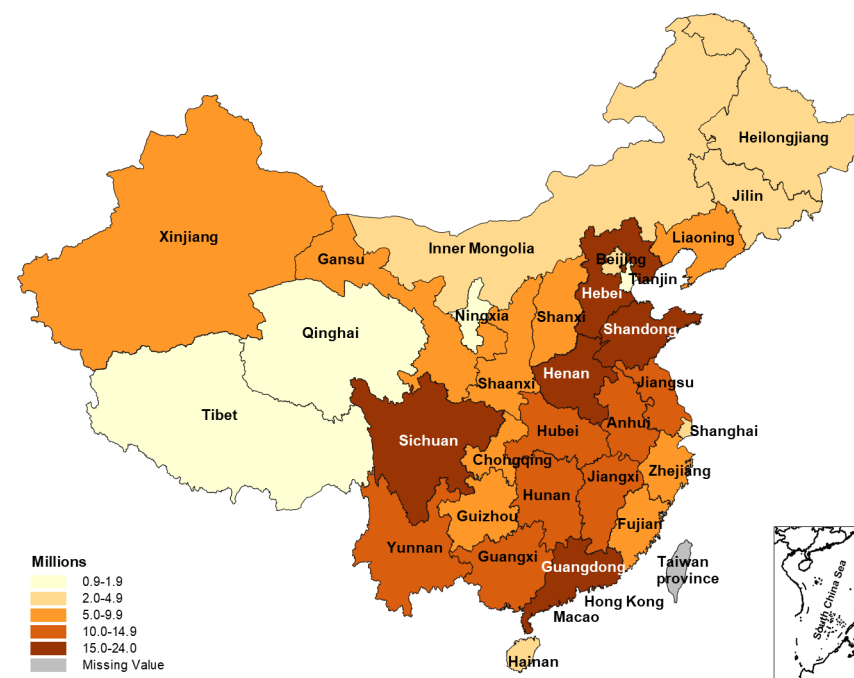 Heilongjiang
Jilin
Xinjiang
Liaoning
Inner Mongolia
Gansu
Beijing
Tianjin
Hebei
Ningxia
Shanxi
Qinghai
Shandong
Henan
Shaanxi
Jiangsu
Tibet
Anhui
Sichuan
Hubei
Shanghai
Chongqing
Zhejiang
Jiangxi
Hunan
Guizhou
Fujian
Yunnan
Guangxi
Guangdong
Taiwan
province
Hong Kong
Macao
Hainan
South China Sea
Millions
0.9-1.9
2.0-4.9
5.0-9.9
10.0-14.9
15.0-24.0
Missing Value